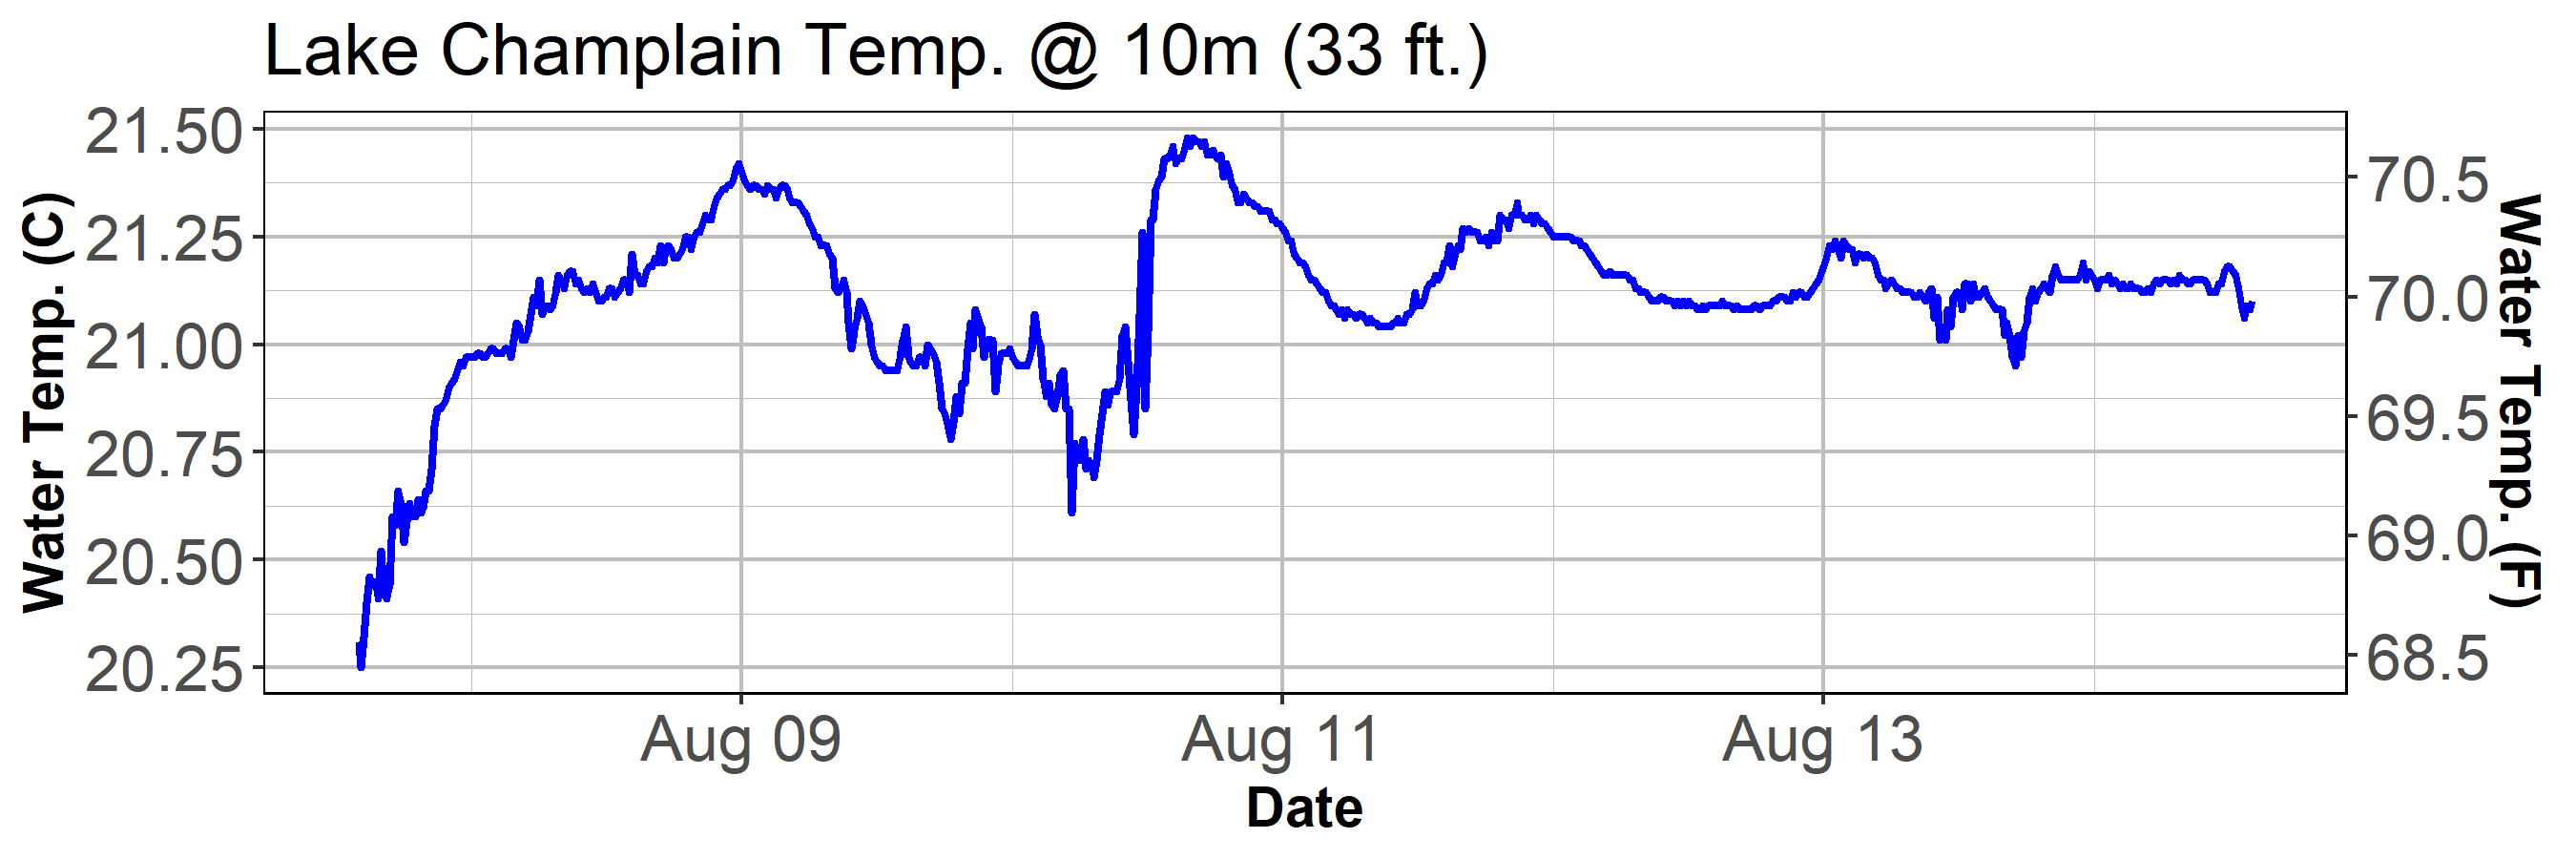 Lake Champlain Temp. @ 10m (33 ft.)
Water Temp. (C)
21.50
21.25
21.00
20.75
20.50
20.25
70.5
70.0
69.5
69.0
68.5
Water Temp. (F)
Aug 09
Aug 11
Aug 13
Date